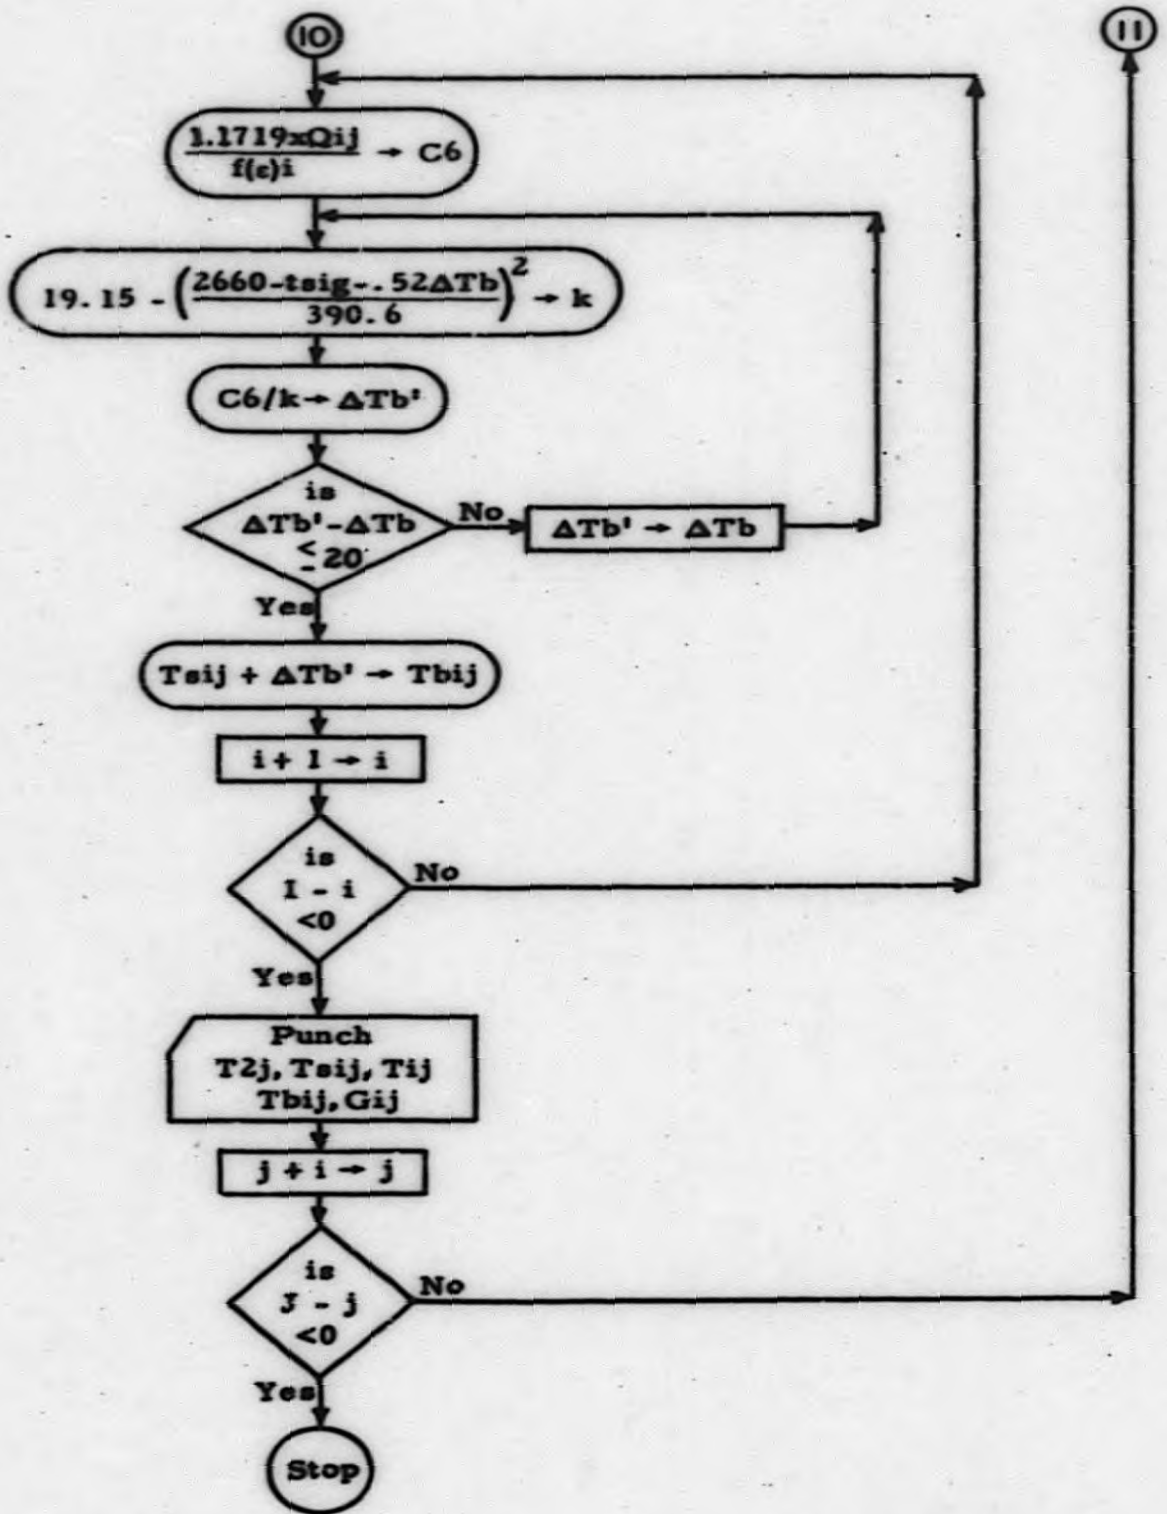 10
11
1.1719xQij
f(ε)i → C6
19.15 - (2660-tsig-.52ΔTb / 390.6)² → k
C6/k → ΔTb'
is
ΔTb' - ΔTb
≤ 20
No
ΔTb' → ΔTb
Yes
Tsij + ΔTb' → Tbij
i + 1 → i
is
I - i
<0
No
Yes
Punch
T2j, Tsij, Tij
Tbij, Gij
j + i → j
is
J - j
<0
No
Yes
Stop